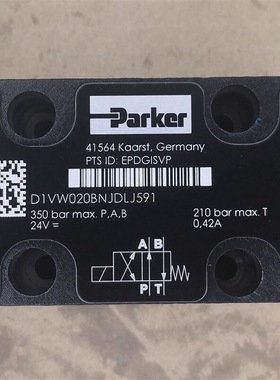 Parker
41564 Kaarst, Germany
PTS ID: EPDGISVP
D1VW020BNJDLJ591
350 bar max. P,A,B 210 bar max. T
24V = 0,42A
A B
P T